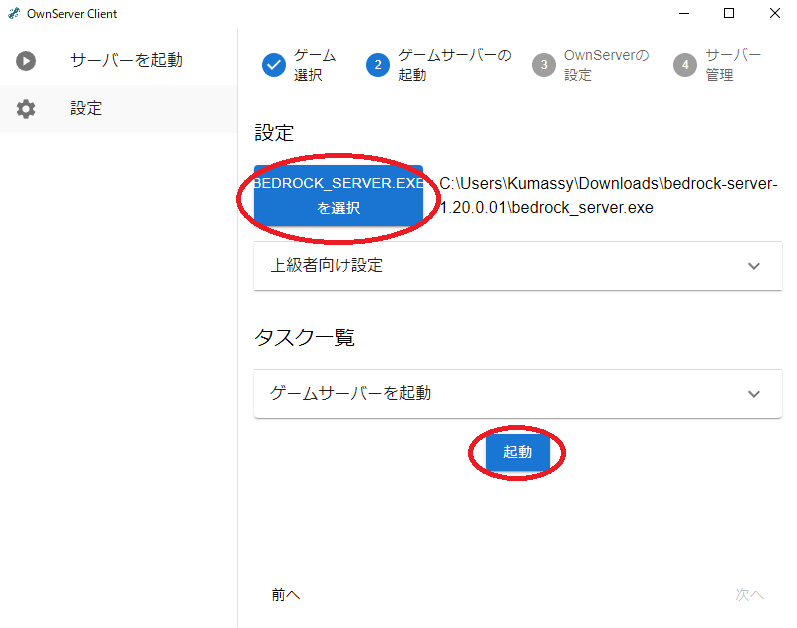 OwnServer Client
サーバーを起動
設定
ゲーム
選択
2
ゲームサーバーの
起動
3
OwnServerの
設定
4
サーバー
管理
設定
BEDROCK_SERVER.EXE
を選択
C:\Users\Kumassy\Downloads\bedrock-server-
1.20.0.01\bedrock_server.exe
上級者向け設定
タスク一覧
ゲームサーバーを起動
起動
前へ
次へ